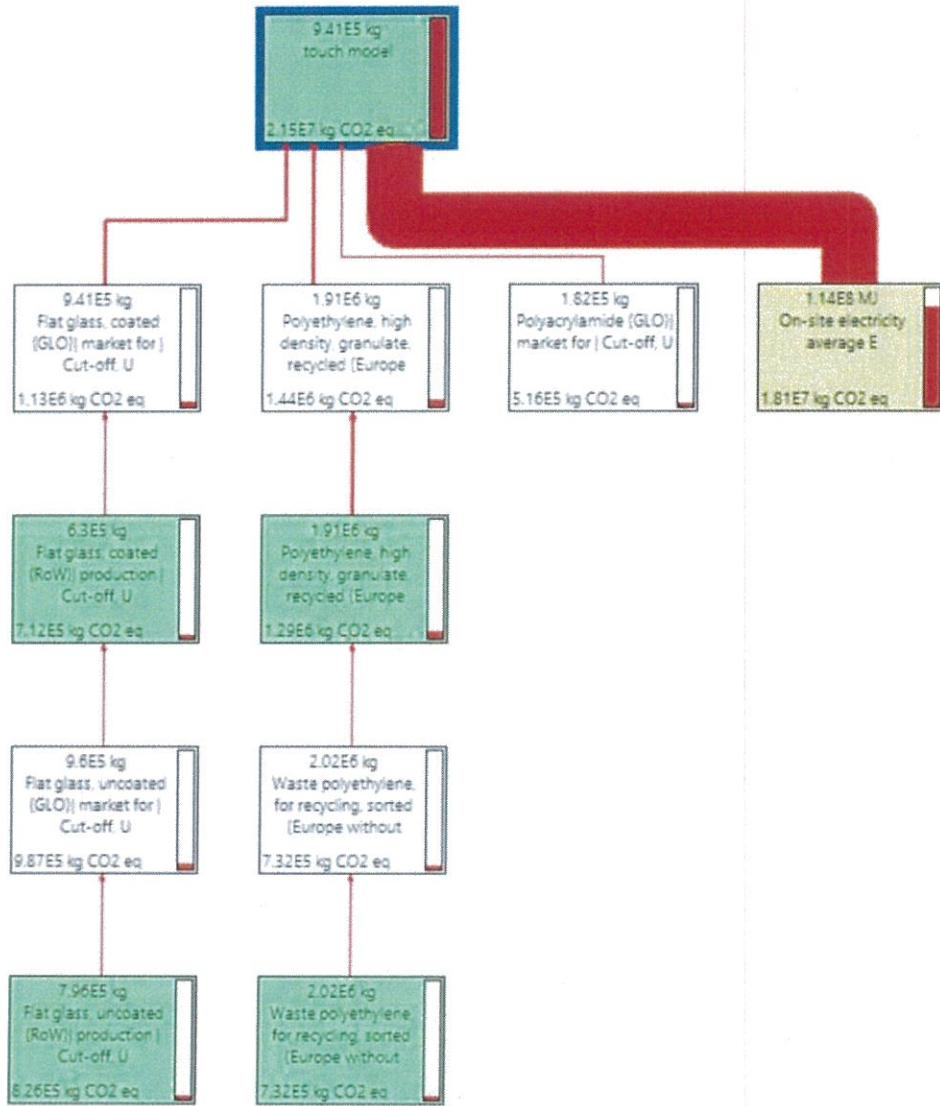 9.41E5 kg
touch model
2.15E7 kg CO2 eq
9.41E5 kg
Flat glass, coated
{GLO}| market for |
Cut-off, U
1.13E6 kg CO2 eq
1.91E6 kg
Polyethylene, high
density, granulate,
recycled {Europe
1.44E6 kg CO2 eq
1.82E5 kg
Polyacrylamide {GLO}|
market for | Cut-off, U
5.16E5 kg CO2 eq
1.14E8 MJ
On-site electricity
average E
1.81E7 kg CO2 eq
6.3E5 kg
Flat glass, coated
{RoW}| production |
Cut-off, U
7.12E5 kg CO2 eq
1.91E6 kg
Polyethylene, high
density, granulate,
recycled {Europe
1.29E6 kg CO2 eq
9.6E5 kg
Flat glass, uncoated
{GLO}| market for |
Cut-off, U
9.87E5 kg CO2 eq
2.02E6 kg
Waste polyethylene,
for recycling, sorted
{Europe without
7.32E5 kg CO2 eq
7.96E5 kg
Flat glass, uncoated
{RoW}| production |
Cut-off, U
8.26E5 kg CO2 eq
2.02E6 kg
Waste polyethylene,
for recycling, sorted
{Europe without
7.32E5 kg CO2 eq